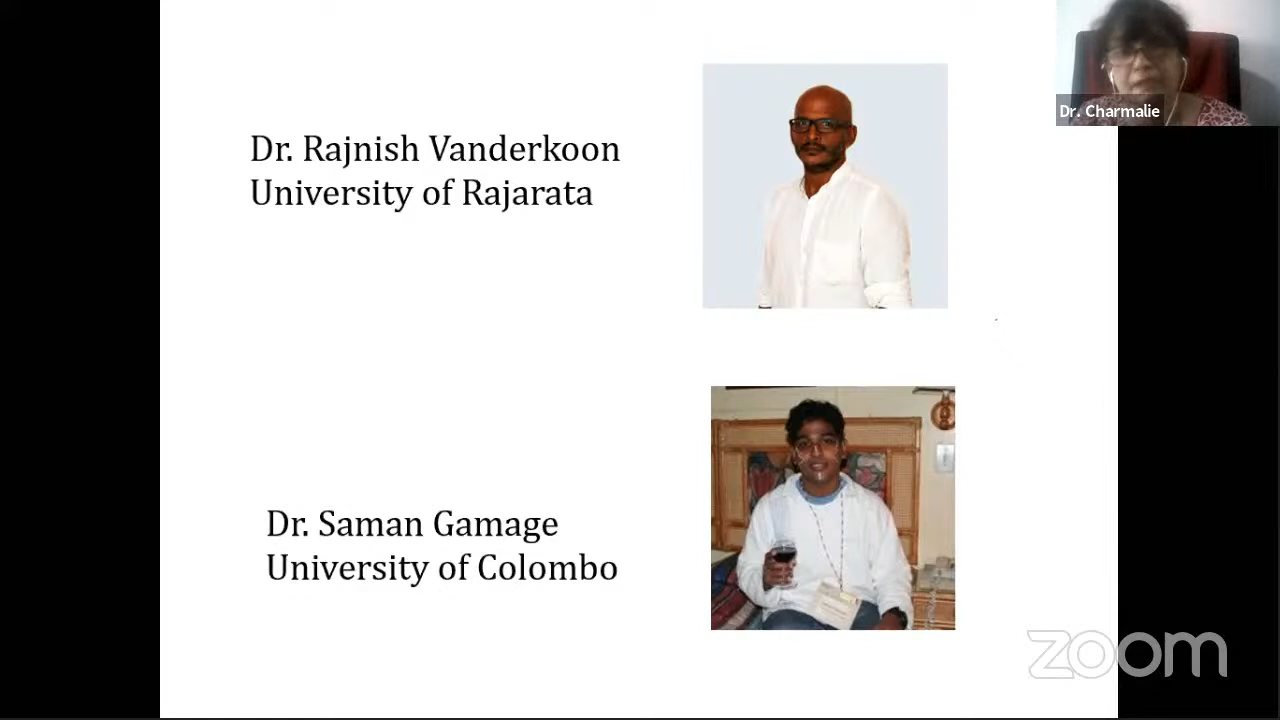 Dr. Rajnish Vanderkoon
University of Rajarata
Dr. Charmalie
Dr. Saman Gamage
University of Colombo
zoom